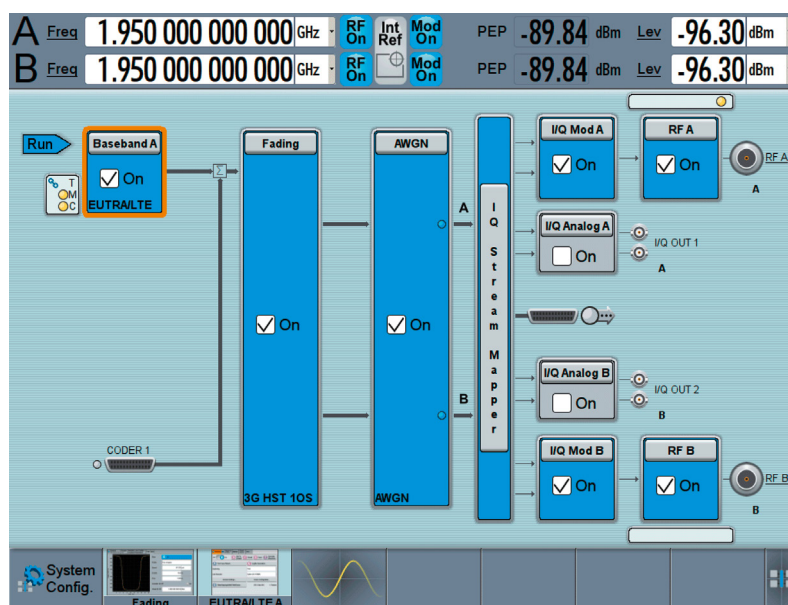 A Freq 1.950 000 000 000 GHz RF On Int Ref Mod On PEP -89.84 dBm Lev -96.30 dBm
B Freq 1.950 000 000 000 GHz RF On Mod On PEP -89.84 dBm Lev -96.30 dBm
Run
Baseband A
On
EUTRA/LTE
T
M
C
Σ
CODER 1
Fading
On
3G HST 1OS
AWGN
On
AWGN
A
B
I Q Stream Mapper
I/Q Mod A
On
RF A
On
RF A
A
I/Q Analog A
On
I/Q OUT 1
A
I/Q Analog B
On
I/Q OUT 2
B
I/Q Mod B
On
RF B
On
RF B
B
System
Config.
Fading
EUTRA/LTE A